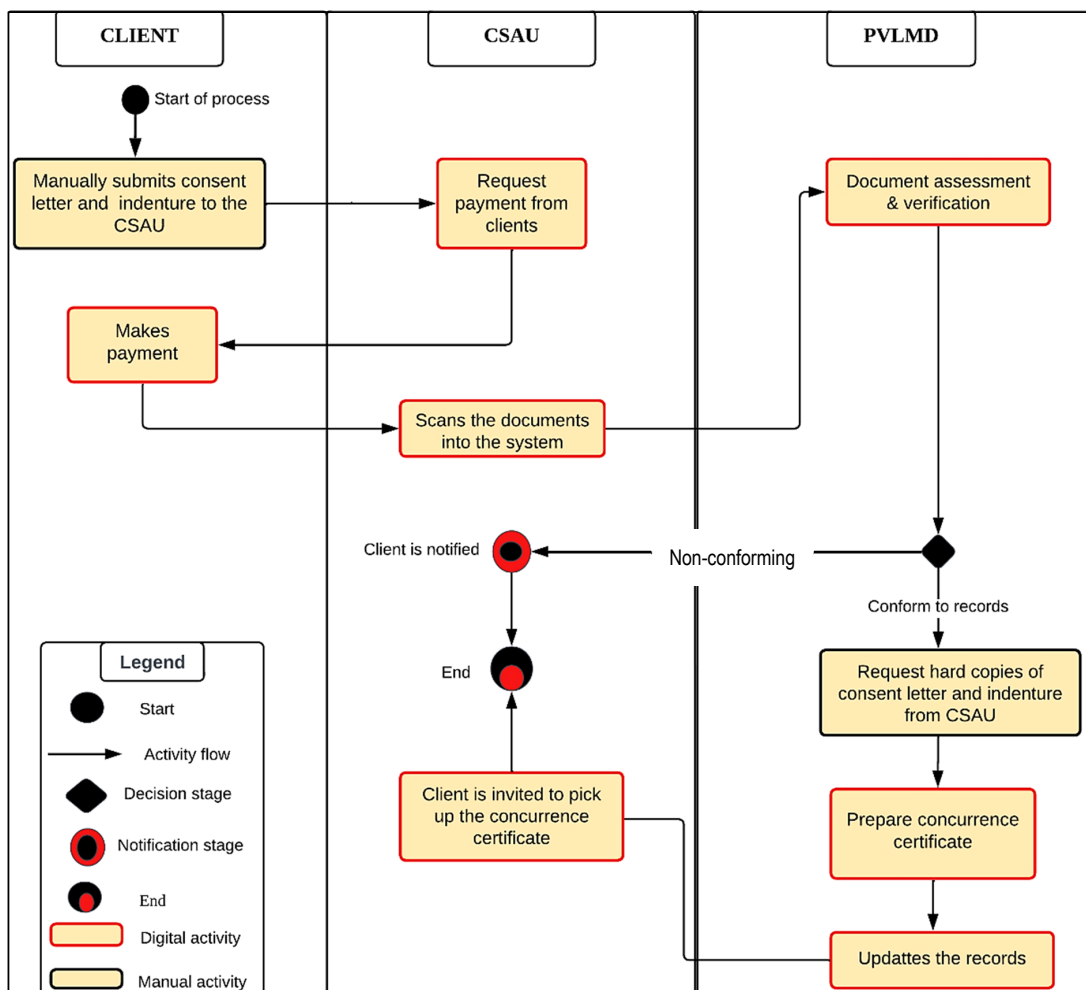 CLIENT
CSAU
PVLMD
Start of process
Manually submits consent
letter and indenture to the
CSAU
Request
payment from
clients
Document assessment
& verification
Makes
payment
Scans the documents
into the system
Client is notified
Non-conforming
Conform to records
End
Request hard copies of
consent letter and indenture
from CSAU
Client is invited to pick
up the concurrence
certificate
Prepare concurrence
certificate
Updattes the records
Legend
Start
Activity flow
Decision stage
Notification stage
End
Digital activity
Manual activity